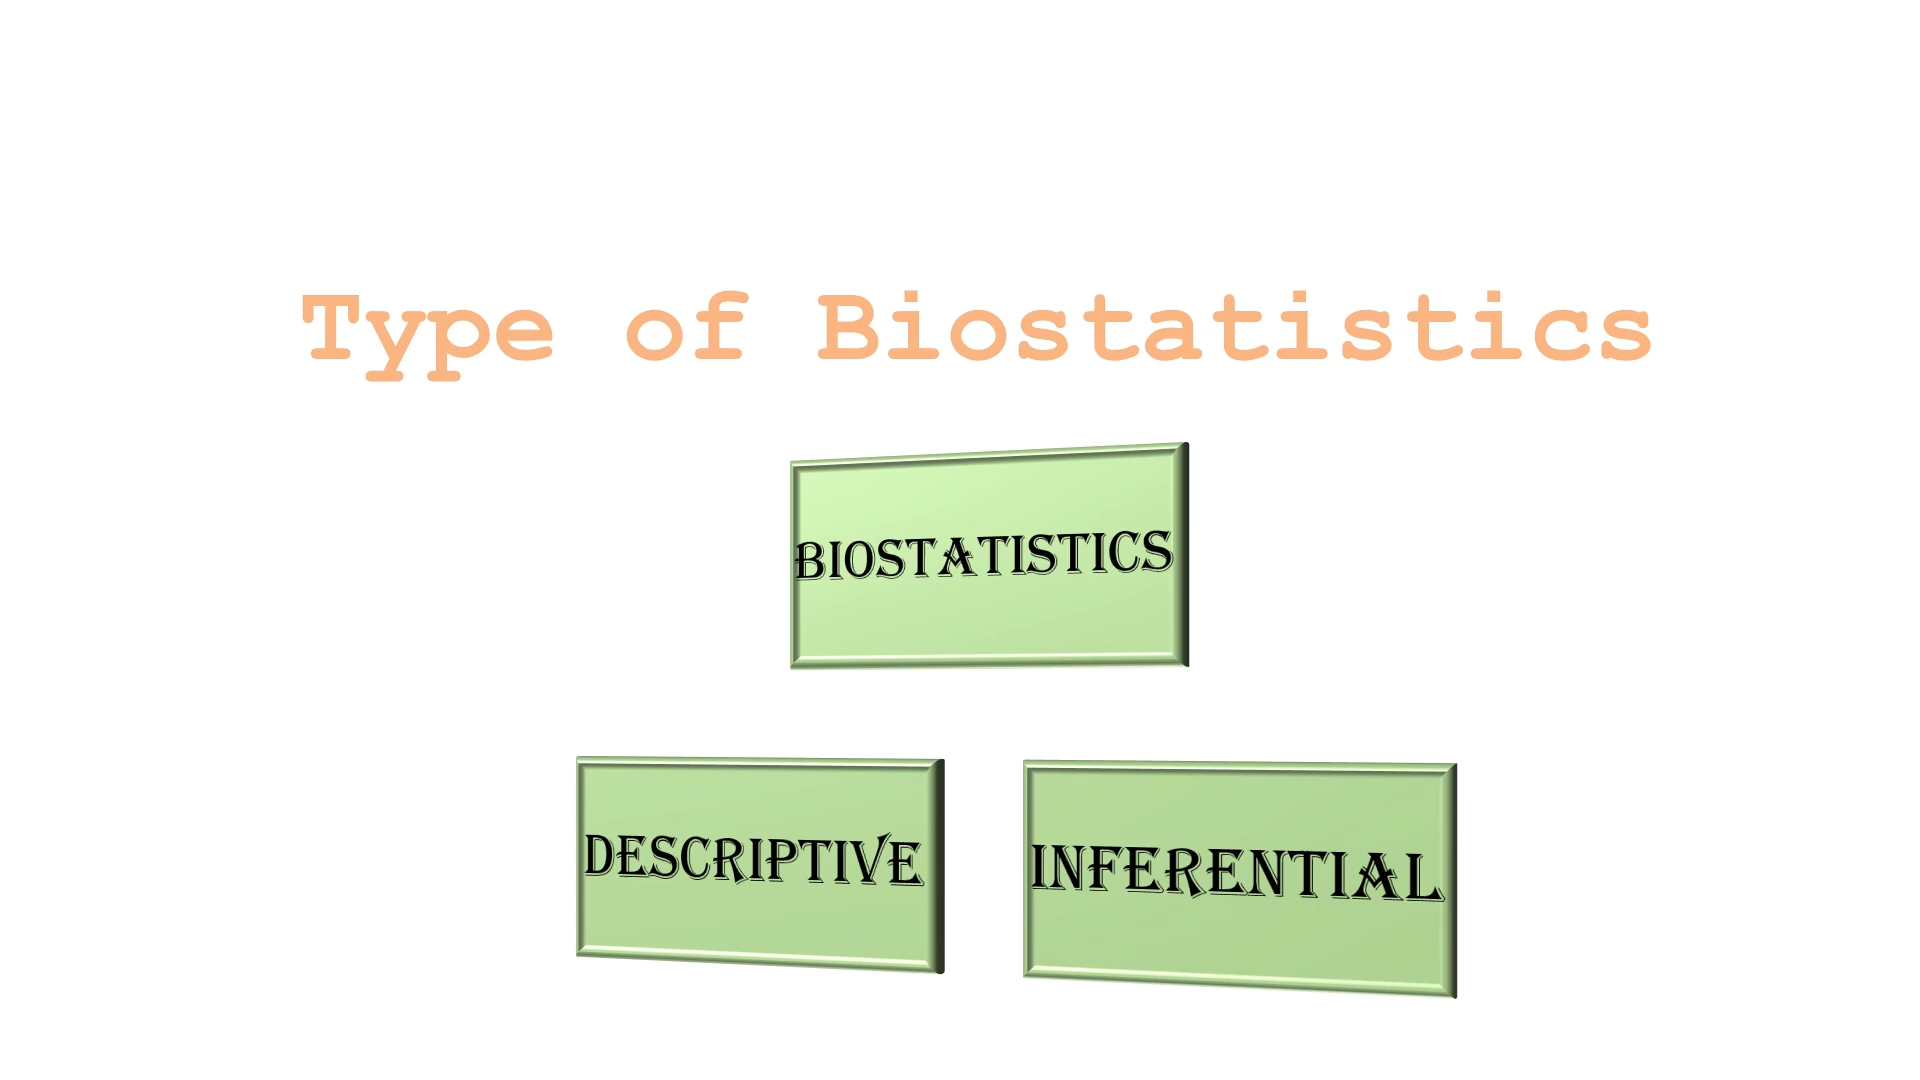 Type of Biostatistics
BIOSTATISTICS
DESCRIPTIVE
INFERENTIAL